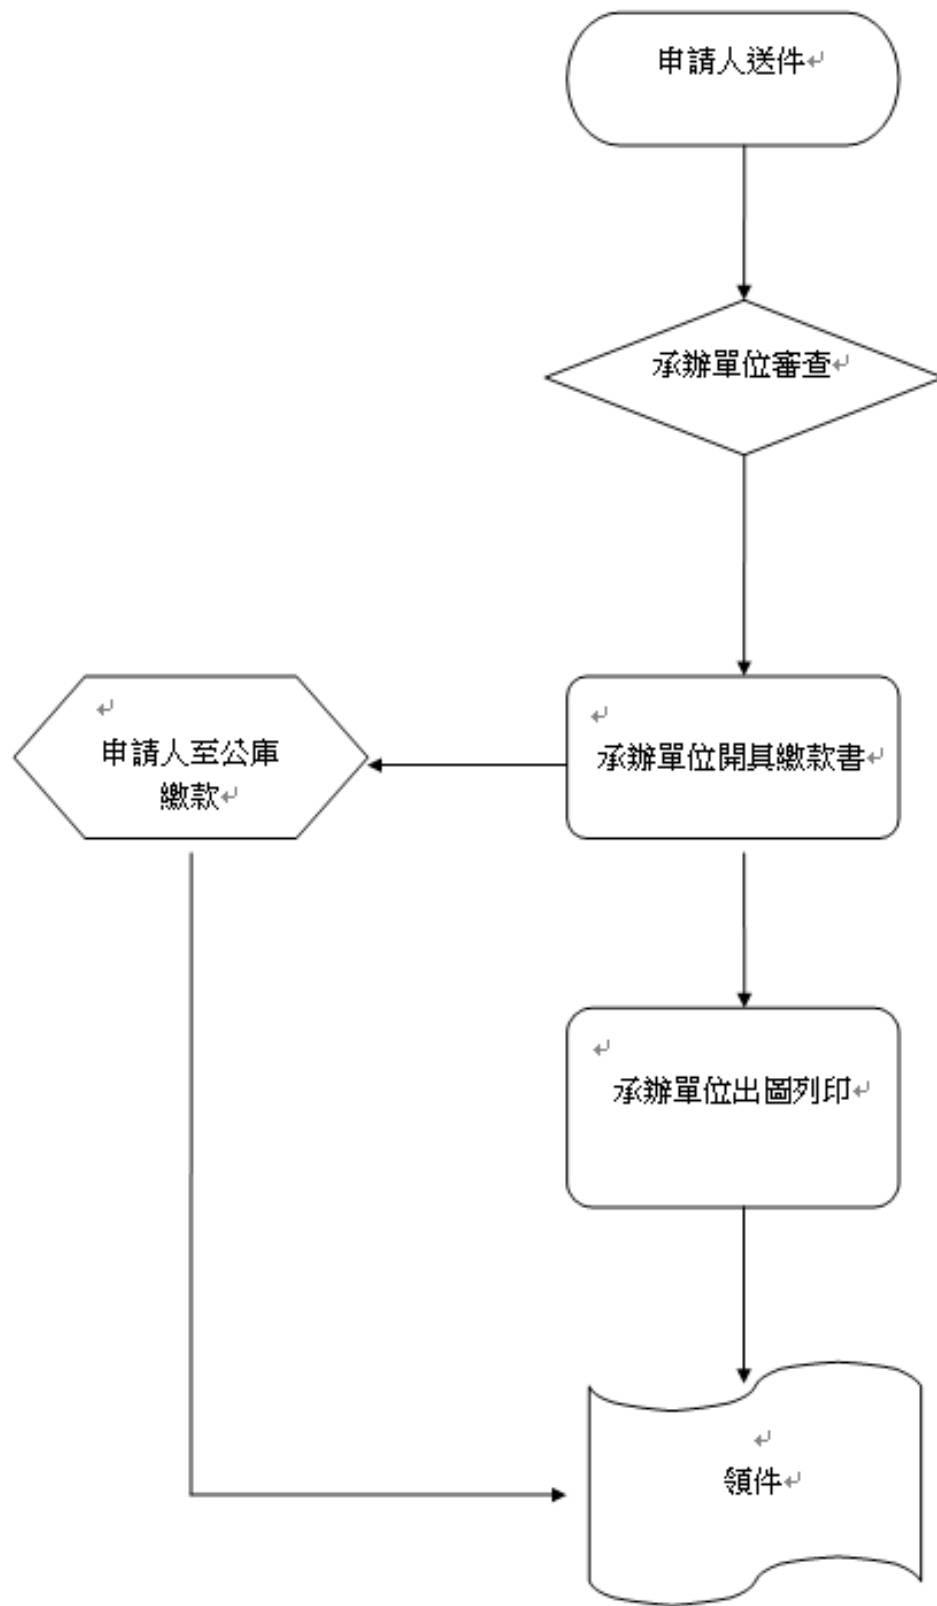 申請人送件↵
承辦單位審查↵
↵
申請人至公庫
繳款↵
↵
承辦單位開具繳款書↵
↵
承辦單位出圖列印↵
↵
領件↵